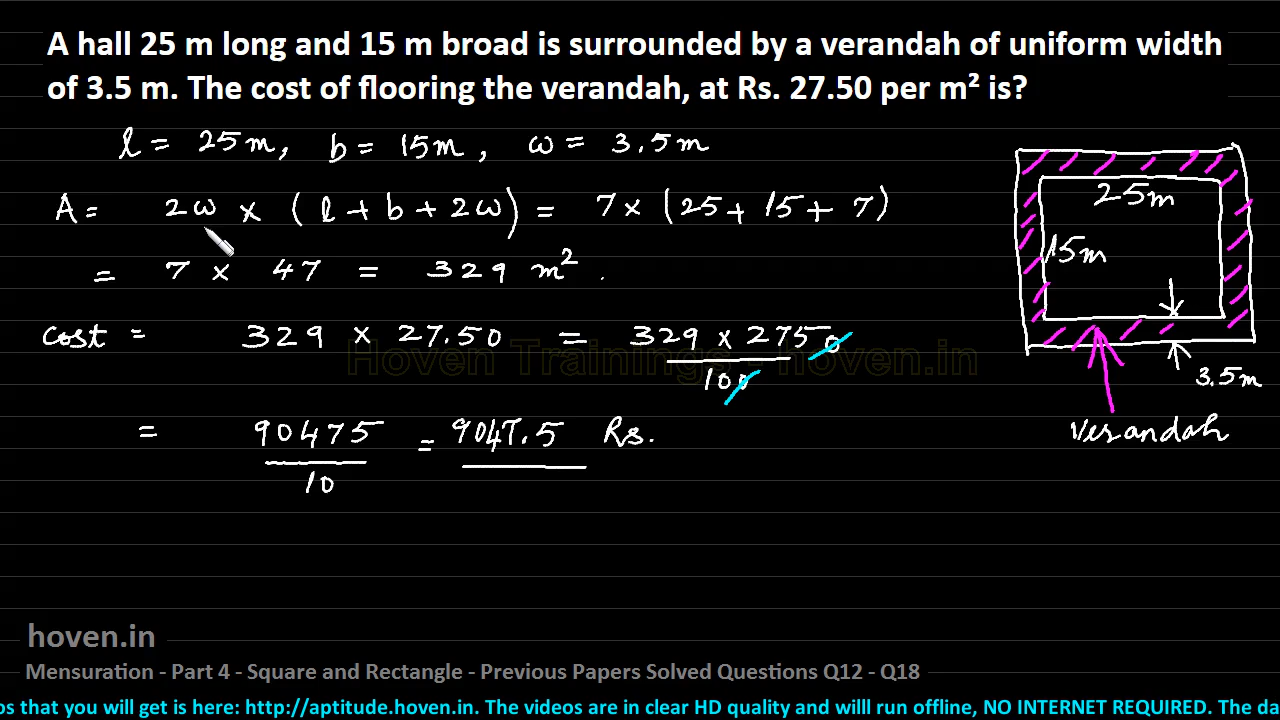 A hall 25 m long and 15 m broad is surrounded by a verandah of uniform width
of 3.5 m. The cost of flooring the verandah, at Rs. 27.50 per m² is?
l = 25m, b = 15m, w = 3.5m
A = 2w × (l + b + 2w) = 7 × (25 + 15 + 7)
= 7 × 47 = 329 m².
Cost = 329 × 27.50 = 329 × 2750
100
= 90475 = 9047.5 Rs.
10
25m
15m
3.5m
Verandah
Hoven Trainings - hoven.in
hoven.in
Mensuration - Part 4 - Square and Rectangle - Previous Papers Solved Questions Q12 - Q18
os that you will get is here: http://aptitude.hoven.in. The videos are in clear HD quality and willl run offline, NO INTERNET REQUIRED. The da